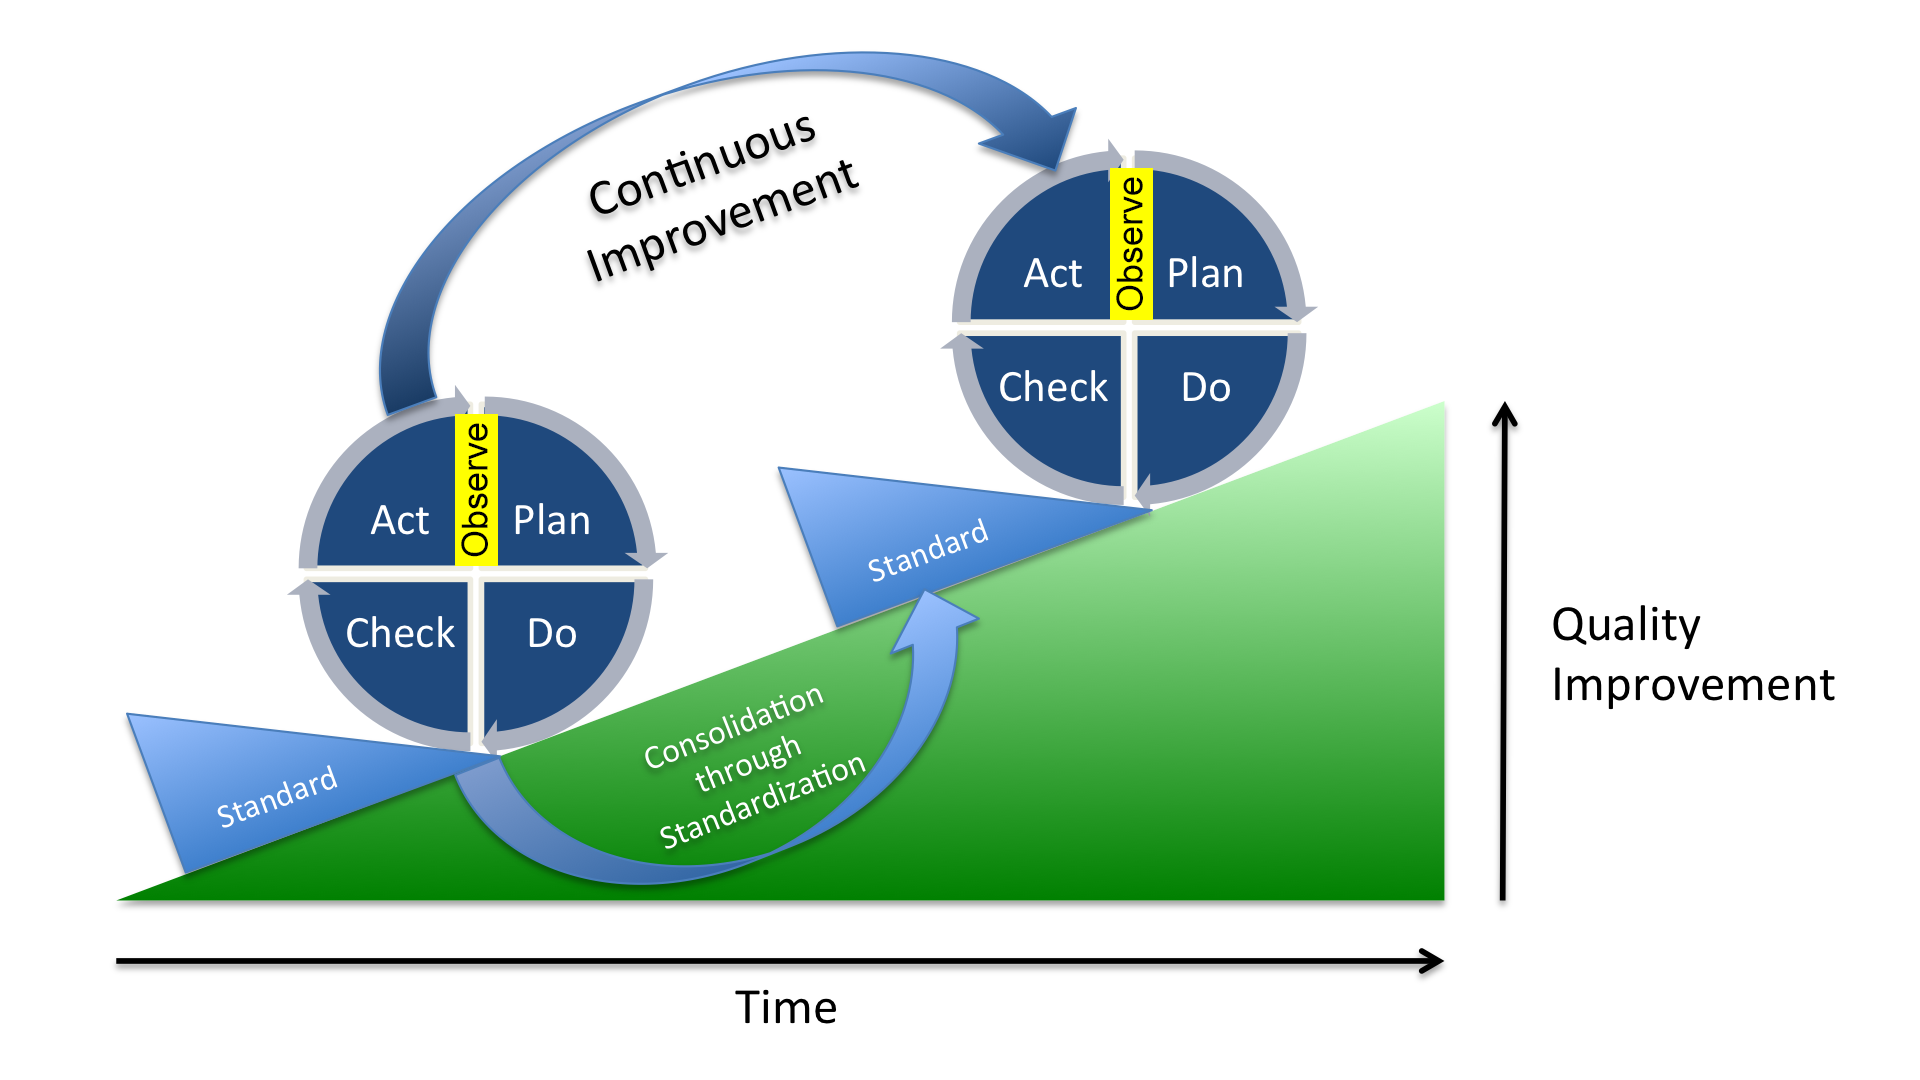 Continuous
Improvement
Observe
Act
Plan
Check
Do
Observe
Act
Plan
Check
Do
Standard
Standard
Consolidation
through
Standardization
Quality
Improvement
Time